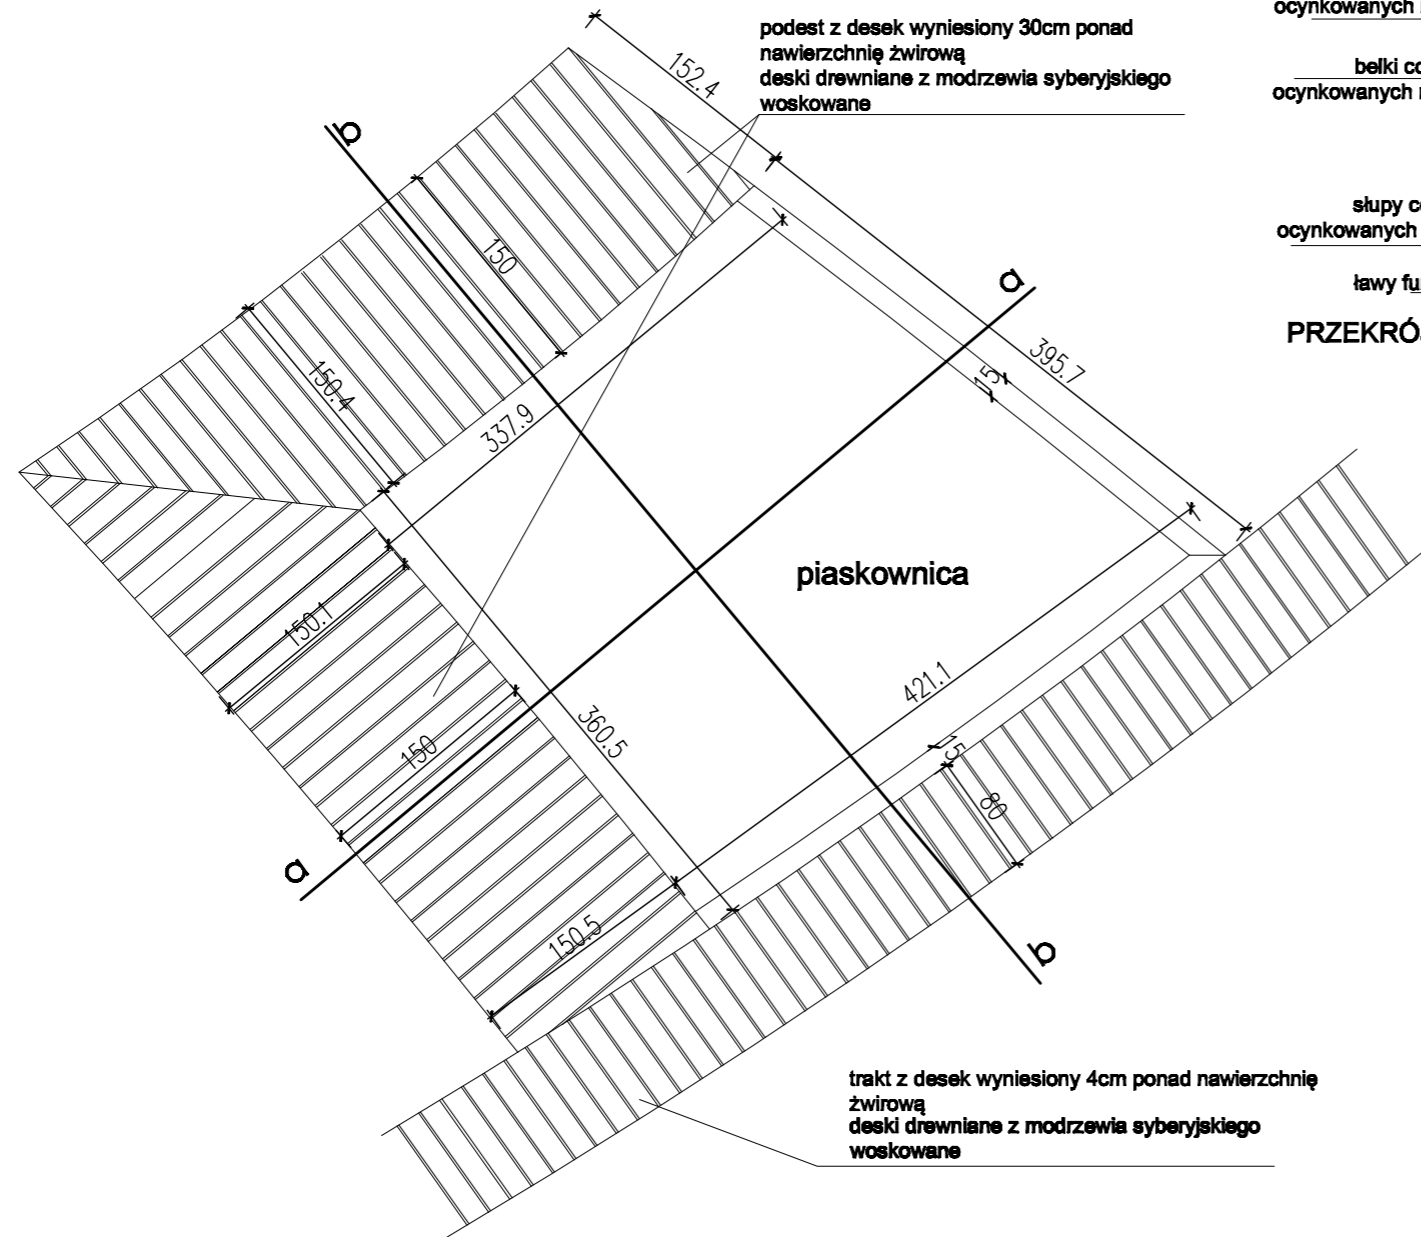 podest z desek wyniesiony 30cm ponad
nawierzchnię żwirową
deski drewniane z modrzewia syberyjskiego
woskowane
ocynkowanych
belki
ocynkowanych
słupy
ocynkowanych
ławy
PRZEKRÓ
152.4
b
150
a
150.4
395.7
15
337.9
piaskownica
150.1
421.1
360.5
150
15
80
a
150.5
b
trakt z desek wyniesiony 4cm ponad nawierzchnię
żwirową
deski drewniane z modrzewia syberyjskiego
woskowane